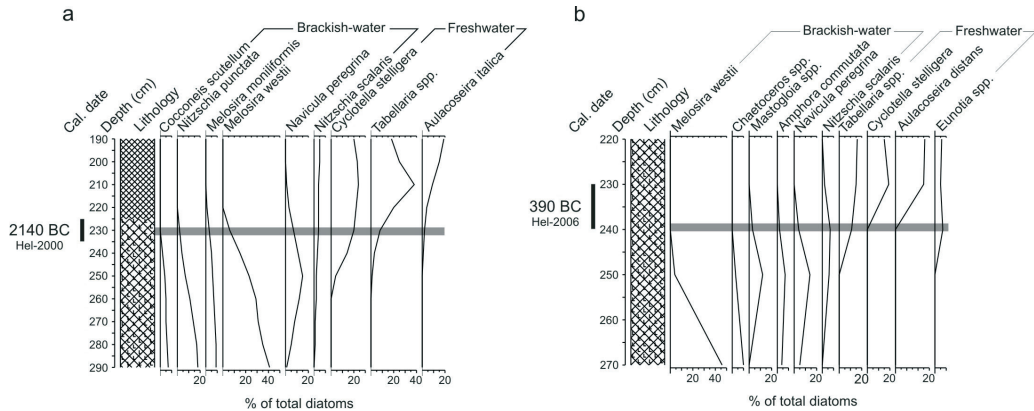 a
Brackish-water
Freshwater
Cal. date
Depth (cm)
Lithology
Cocconeis scutellum
Nitzschia punctata
Melosira moniliformis
Melosira westii
Navicula peregrina
Nitzschia scalaris
Cyclotella stelligera
Tabellaria spp.
Aulacoseira italica
190
200
210
220
230
240
250
260
270
280
290
2140 BC
Hel-2000
20 20 40 20 20 20 40 20
% of total diatoms
b
Brackish-water
Freshwater
Cal. date
Depth (cm)
Lithology
Melosira westii
Chaetoceros spp.
Mastogloia spp.
Amphora commutata
Navicula peregrina
Nitzschia scalaris
Tabellaria spp.
Cyclotella stelligera
Aulacoseira distans
Eunotia spp.
220
230
240
250
260
270
390 BC
Hel-2006
20 40 20 20 20 20 20
% of total diatoms